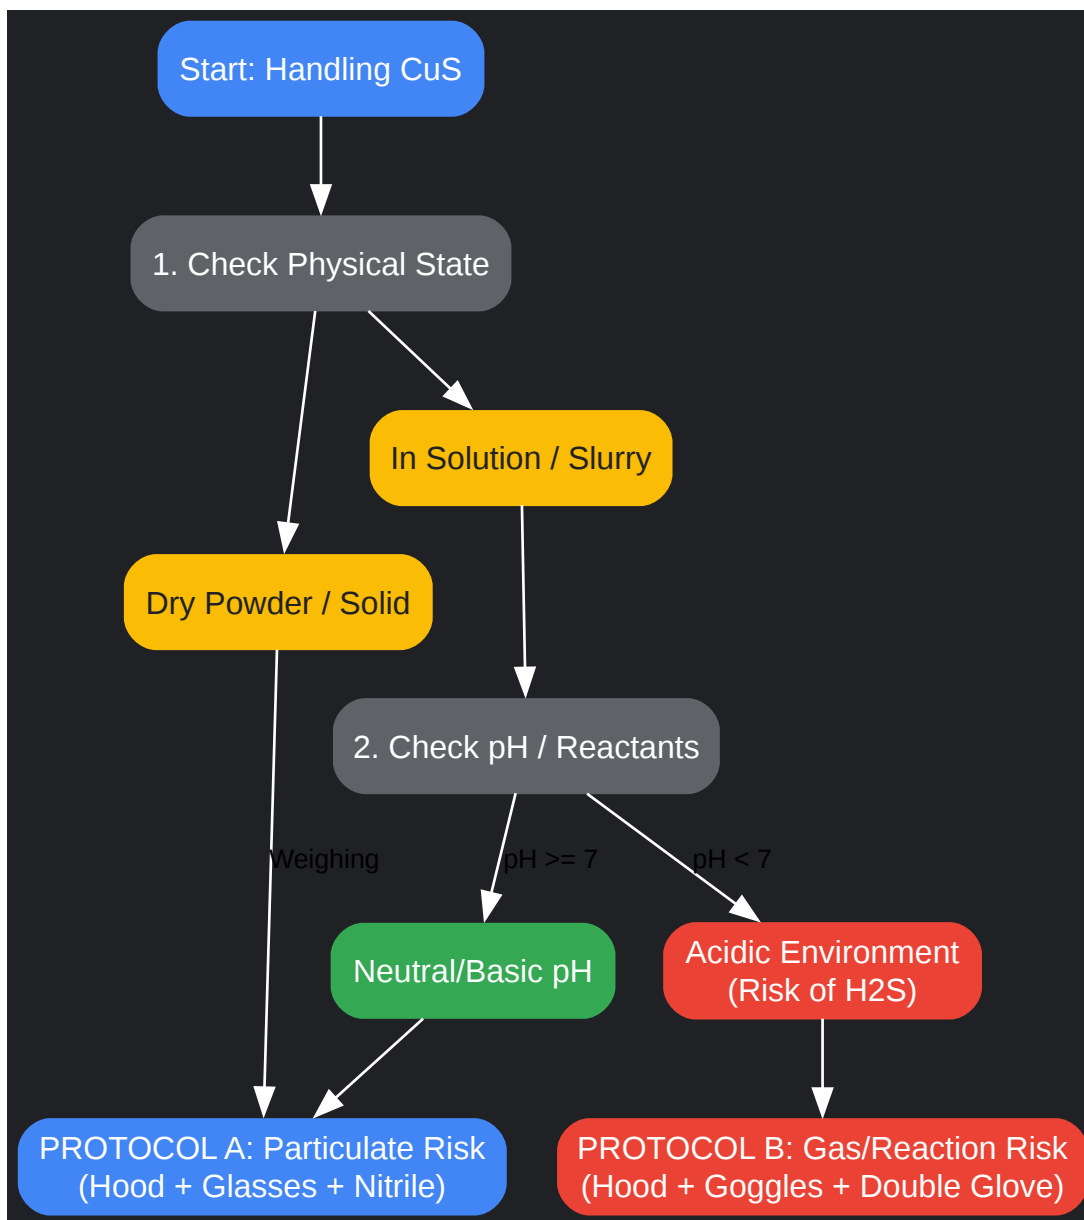 Start: Handling CuS
1. Check Physical State
In Solution / Slurry
Dry Powder / Solid
2. Check pH / Reactants
Weighing
pH >= 7
pH < 7
Neutral/Basic pH
Acidic Environment
(Risk of H2S)
PROTOCOL A: Particulate Risk
(Hood + Glasses + Nitrile)
PROTOCOL B: Gas/Reaction Risk
(Hood + Goggles + Double Glove)